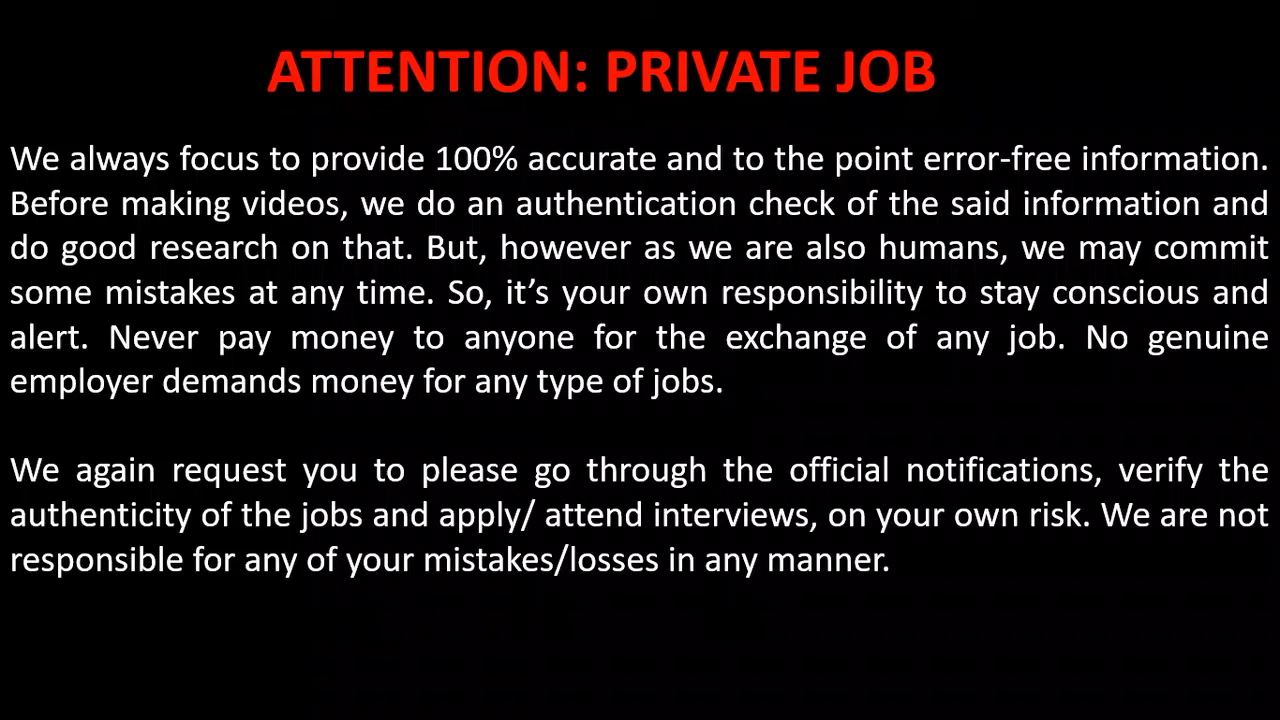 ATTENTION: PRIVATE JOB
We always focus to provide 100% accurate and to the point error-free information.
Before making videos, we do an authentication check of the said information and
do good research on that. But, however as we are also humans, we may commit
some mistakes at any time. So, it’s your own responsibility to stay conscious and
alert. Never pay money to anyone for the exchange of any job. No genuine
employer demands money for any type of jobs.
We again request you to please go through the official notifications, verify the
authenticity of the jobs and apply/ attend interviews, on your own risk. We are not
responsible for any of your mistakes/losses in any manner.